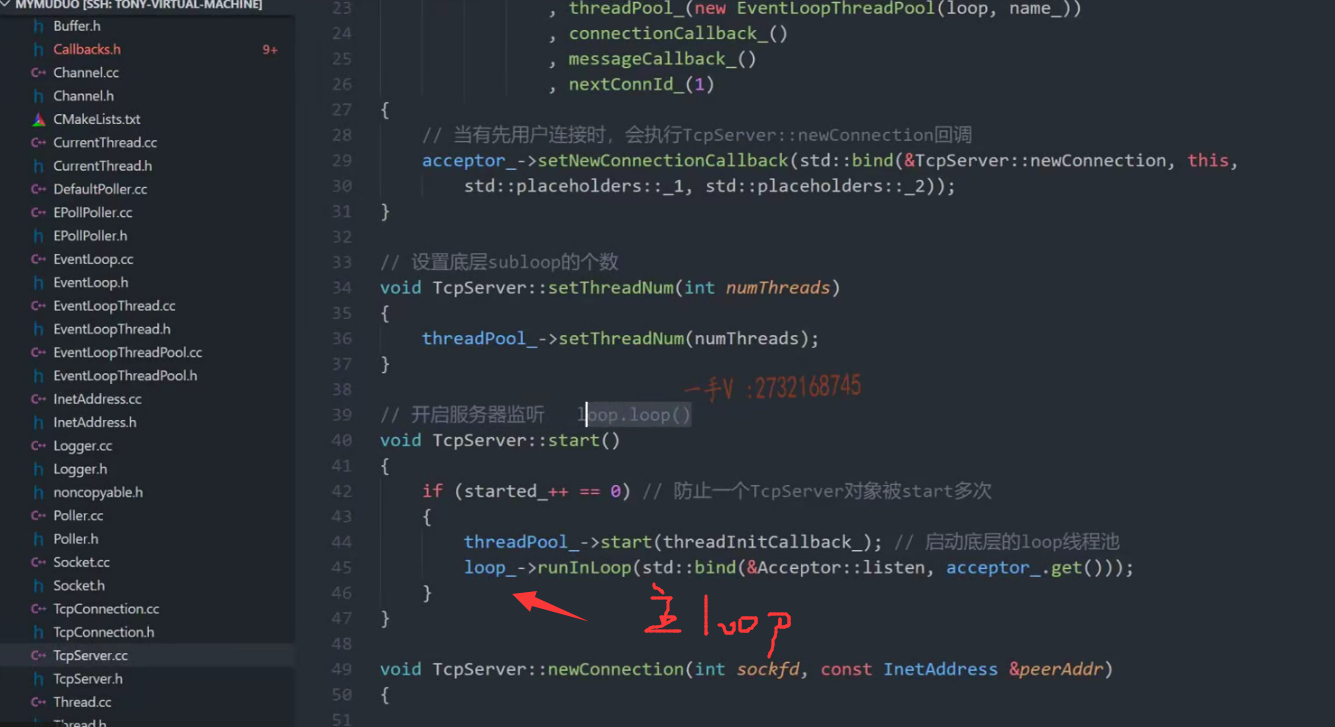 MYMUDUO [SSH: TONY-VIRTUAL-MACHINE]
Buffer.h
Callbacks.h 9+
Channel.cc
Channel.h
CMakeLists.txt
CurrentThread.cc
CurrentThread.h
DefaultPoller.cc
EPollPoller.cc
EPollPoller.h
EventLoop.cc
EventLoop.h
EventLoopThread.cc
EventLoopThread.h
EventLoopThreadPool.cc
EventLoopThreadPool.h
InetAddress.cc
InetAddress.h
Logger.cc
Logger.h
noncopyable.h
Poller.cc
Poller.h
Socket.cc
Socket.h
TcpConnection.cc
TcpConnection.h
TcpServer.cc
TcpServer.h
Thread.cc
Thread.h
23 , threadPool_(new EventLoopThreadPool(loop, name_))
24 , connectionCallback_()
25 , messageCallback_()
26 , nextConnId_(1)
27 {
28 // 当有先用户连接时，会执行TcpServer::newConnection回调
29 acceptor_->setNewConnectionCallback(std::bind(&TcpServer::newConnection, this,
30 std::placeholders::_1, std::placeholders::_2));
31 }
32
33 // 设置底层subloop的个数
34 void TcpServer::setThreadNum(int numThreads)
35 {
36 threadPool_->setThreadNum(numThreads);
37 }
38
一手V :2732168745
39 // 开启服务器监听 loop.loop()
40 void TcpServer::start()
41 {
42 if (started_++ == 0) // 防止一个TcpServer对象被start多次
43 {
44 threadPool_->start(threadInitCallback_); // 启动底层的loop线程池
45 loop_->runInLoop(std::bind(&Acceptor::listen, acceptor_.get()));
46 }
主loop
47 }
48
49 void TcpServer::newConnection(int sockfd, const InetAddress &peerAddr)
50 {
51